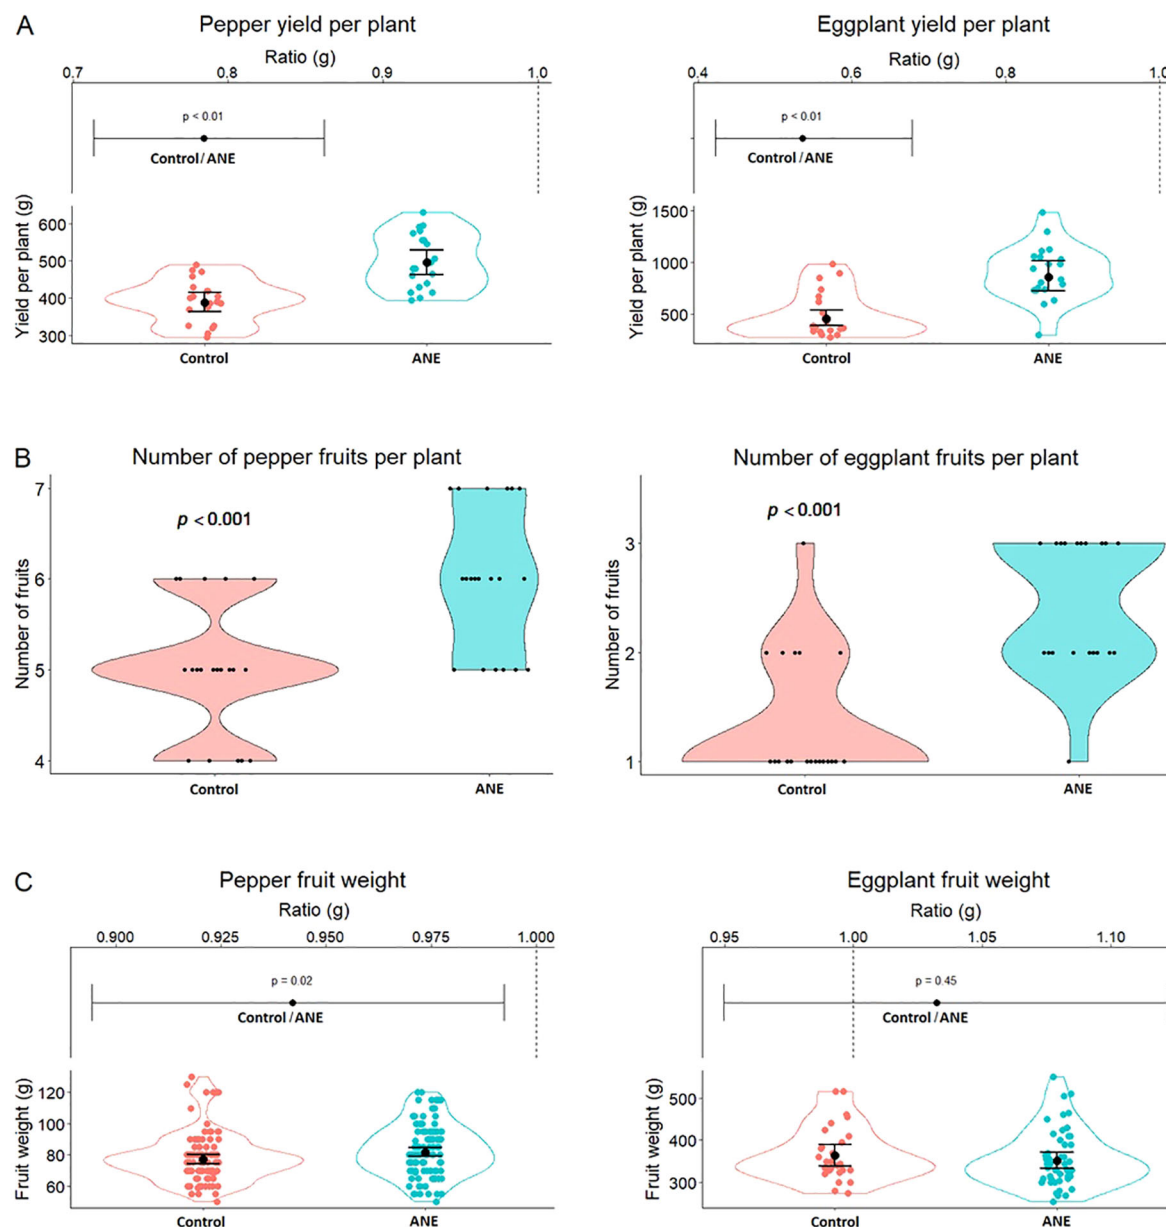 A
Pepper yield per plant
Ratio (g)
0.7 0.8 0.9 1.0
p < 0.01
Control / ANE
Yield per plant (g)
600
500
400
300
Control ANE
Eggplant yield per plant
Ratio (g)
0.4 0.6 0.8 1.0
p < 0.01
Control / ANE
Yield per plant (g)
1500
1000
500
Control ANE
B
Number of pepper fruits per plant
p < 0.001
Number of fruits
7
6
5
4
Control ANE
Number of eggplant fruits per plant
p < 0.001
Number of fruits
3
2
1
Control ANE
C
Pepper fruit weight
Ratio (g)
0.900 0.925 0.950 0.975 1.000
p = 0.02
Control / ANE
Fruit weight (g)
120
100
80
60
Control ANE
Eggplant fruit weight
Ratio (g)
0.95 1.00 1.05 1.10
p = 0.45
Control / ANE
Fruit weight (g)
500
400
300
Control ANE